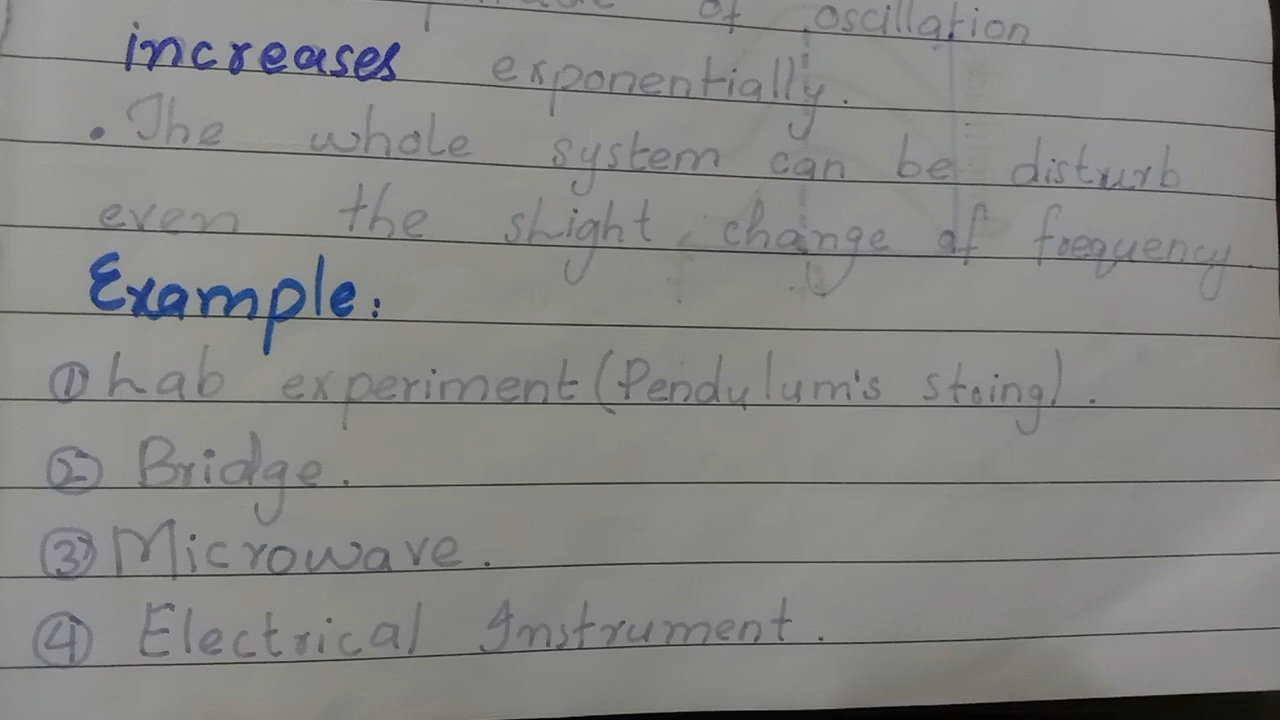 of oscillation
increases exponentially.
• The whole system can be disturb
even the slight change of frequency
Example:
① Lab experiment (Pendulum's string).
② Bridge.
③ Microwave.
④ Electrical Instrument.